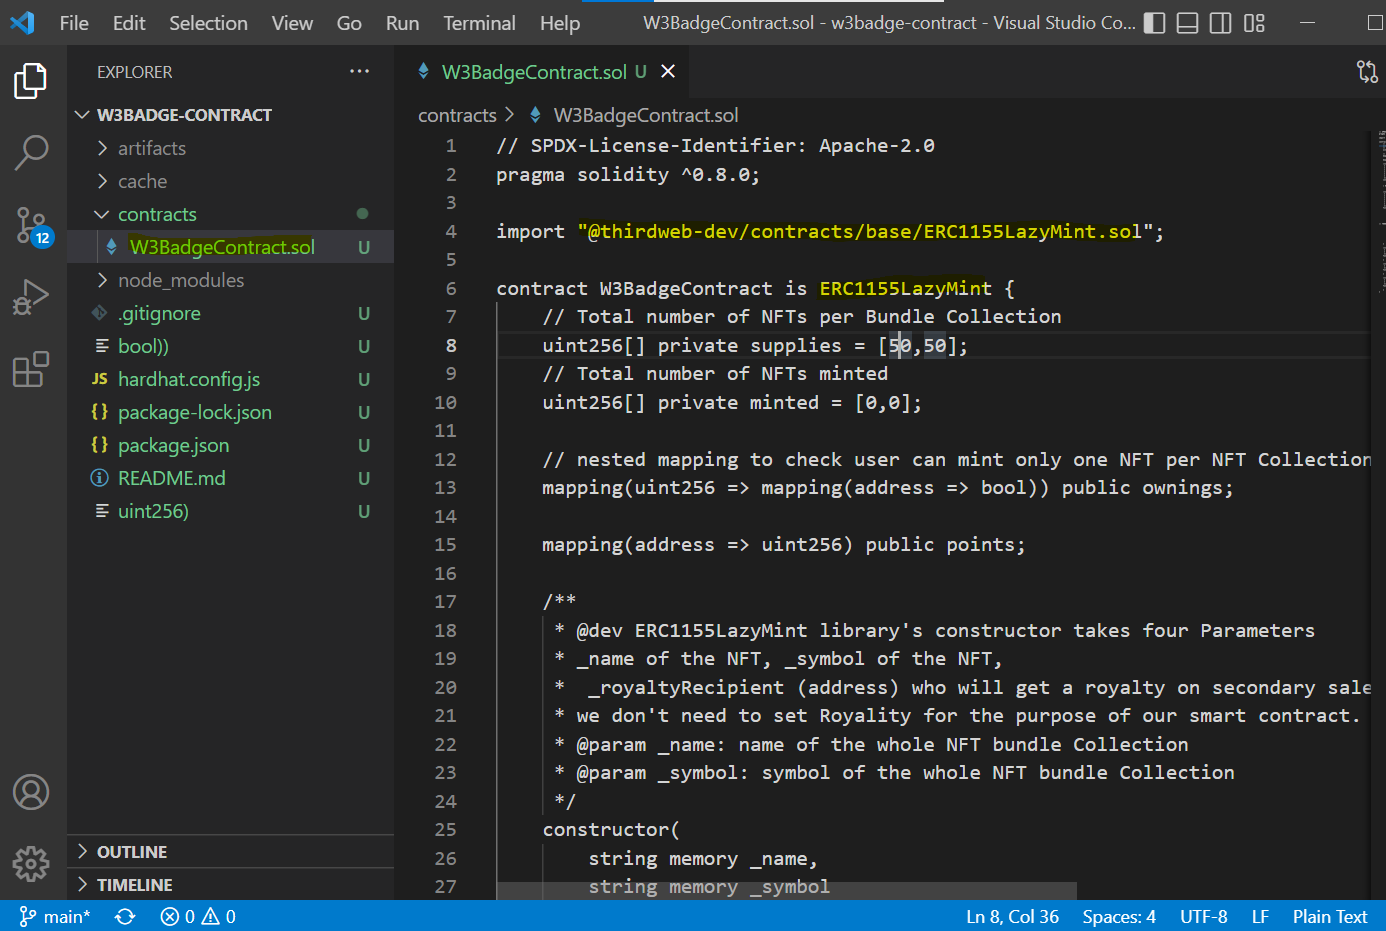 File Edit Selection View Go Run Terminal Help W3BadgeContract.sol - w3badge-contract - Visual Studio Co...
EXPLORER ...
W3BadgeContract.sol U
W3BADGE-CONTRACT
contracts > W3BadgeContract.sol
artifacts
cache
contracts
W3BadgeContract.sol U
node_modules
.gitignore U
bool)) U
JS hardhat.config.js U
{} package-lock.json U
{} package.json U
README.md U
uint256) U
12
OUTLINE
TIMELINE
1 // SPDX-License-Identifier: Apache-2.0
2 pragma solidity ^0.8.0;
3
4 import "@thirdweb-dev/contracts/base/ERC1155LazyMint.sol";
5
6 contract W3BadgeContract is ERC1155LazyMint {
7 // Total number of NFTs per Bundle Collection
8 uint256[] private supplies = [50,50];
9 // Total number of NFTs minted
10 uint256[] private minted = [0,0];
11
12 // nested mapping to check user can mint only one NFT per NFT Collection
13 mapping(uint256 => mapping(address => bool)) public ownings;
14
15 mapping(address => uint256) public points;
16
17 /**
18 * @dev ERC1155LazyMint library's constructor takes four Parameters
19 * _name of the NFT, _symbol of the NFT,
20 * _royaltyRecipient (address) who will get a royalty on secondary sale
21 * we don't need to set Royality for the purpose of our smart contract.
22 * @param _name: name of the whole NFT bundle Collection
23 * @param _symbol: symbol of the whole NFT bundle Collection
24 */
25 constructor(
26 string memory _name,
27 string memory _symbol
main* 0 0 Ln 8, Col 36 Spaces: 4 UTF-8 LF Plain Text